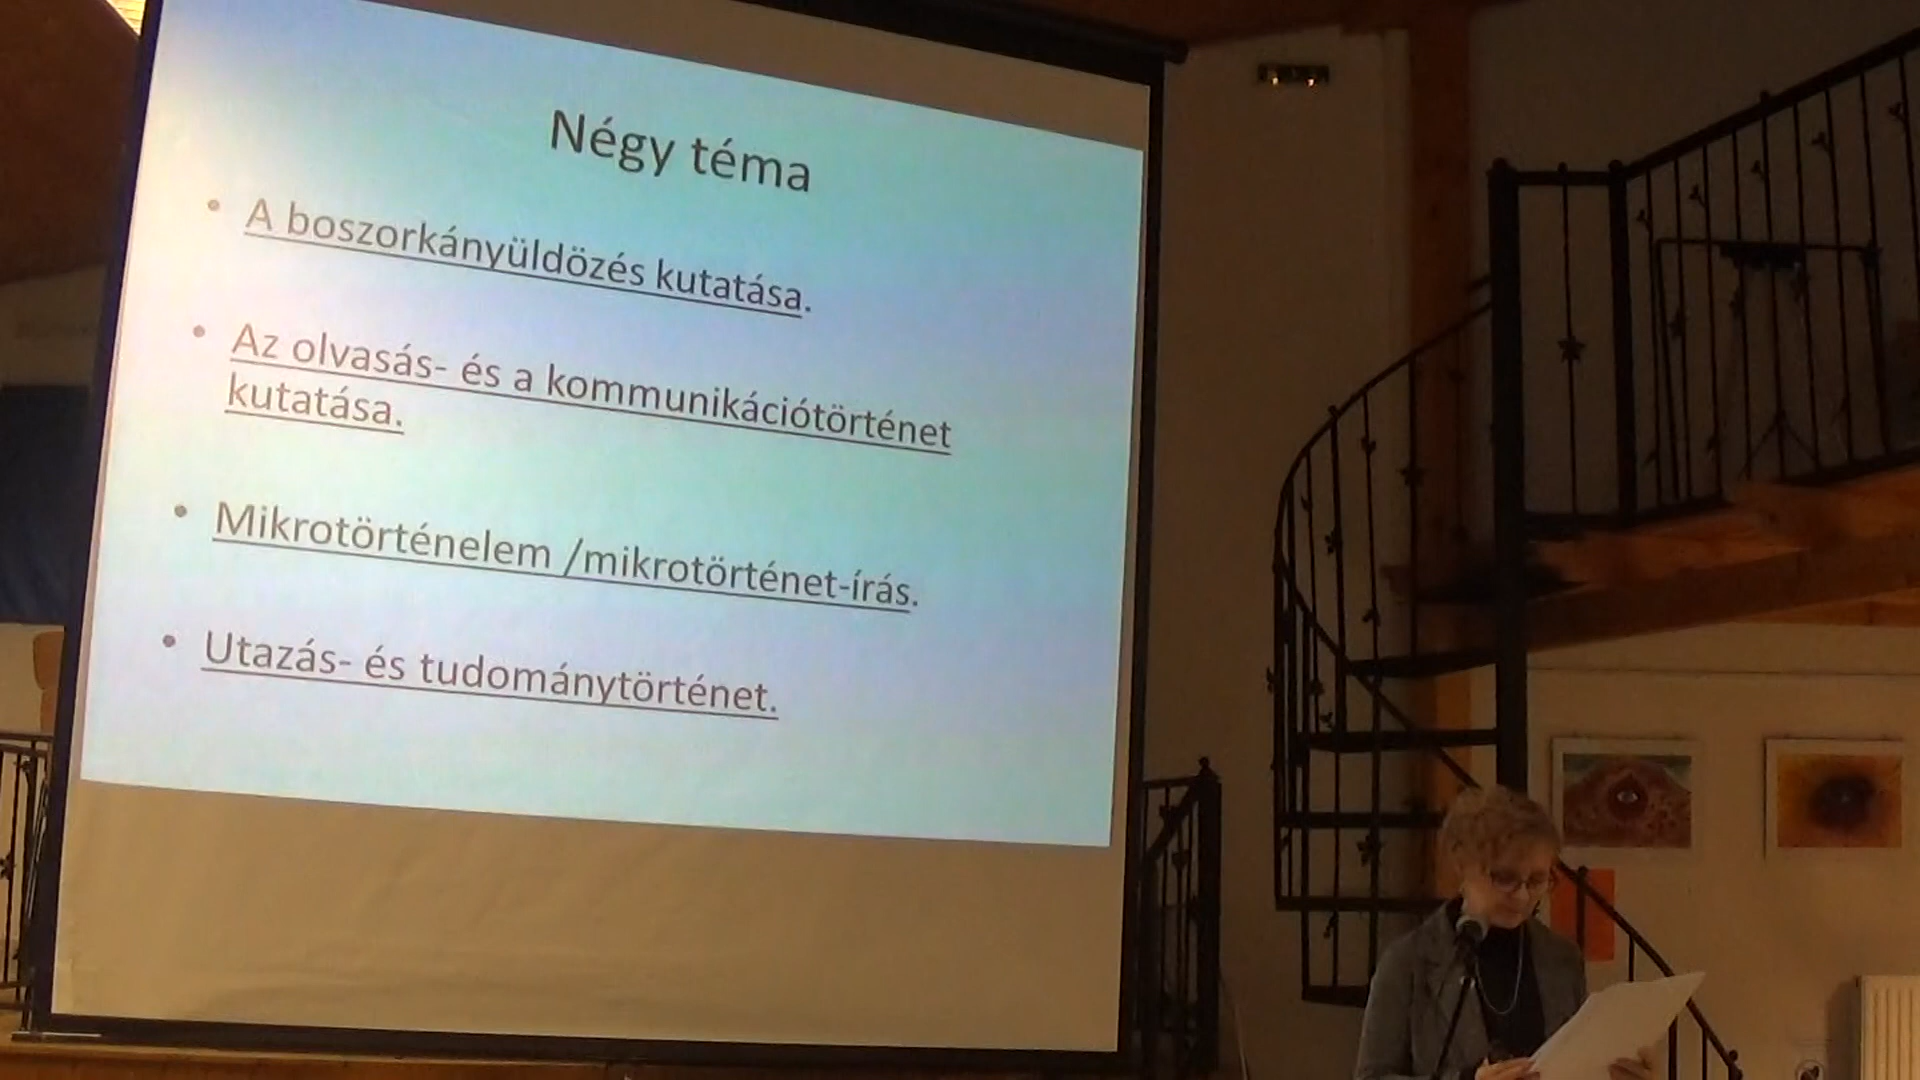 Négy téma
• A boszorkányüldözés kutatása.
• Az olvasás- és a kommunikációtörténet
kutatása.
• Mikrotörténelem /mikrotörténet-írás.
• Utazás- és tudománytörténet.